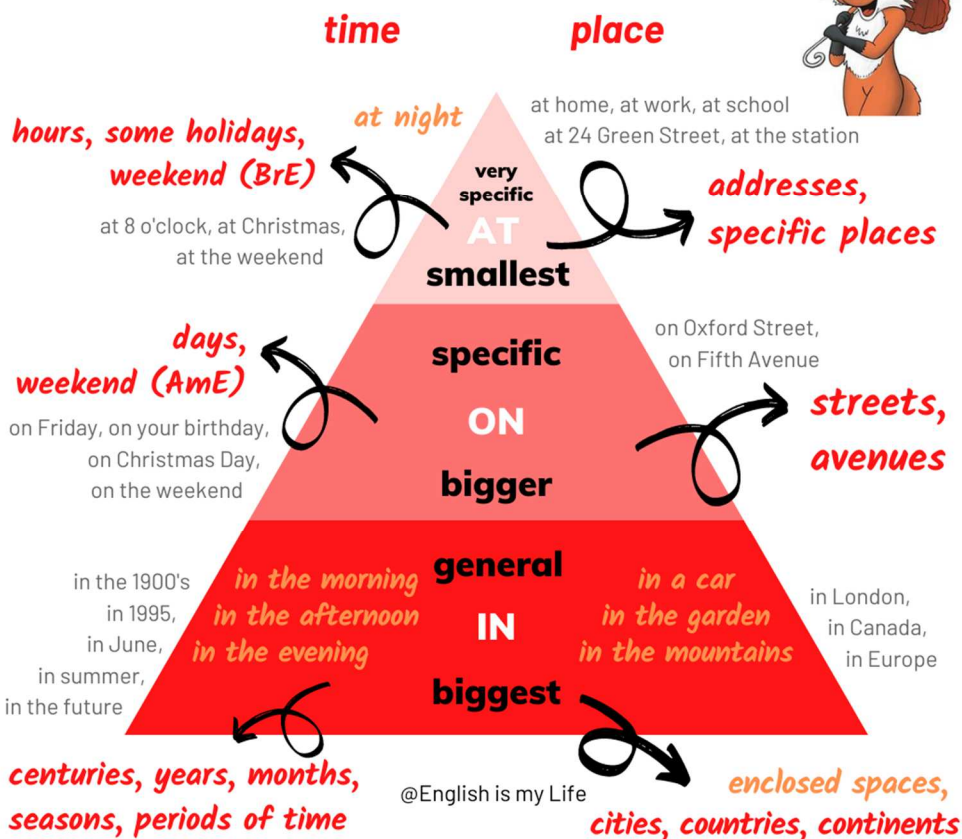 time
place
at night
hours, some holidays,
weekend (BrE)
at 8 o'clock, at Christmas,
at the weekend
very
specific
AT
smallest
at home, at work, at school
at 24 Green Street, at the station
addresses,
specific places
days,
weekend (AmE)
on Friday, on your birthday,
on Christmas Day,
on the weekend
specific
ON
bigger
on Oxford Street,
on Fifth Avenue
streets,
avenues
in the 1900's
in 1995,
in June,
in summer,
in the future
in the morning
in the afternoon
in the evening
general
IN
biggest
in a car
in the garden
in the mountains
in London,
in Canada,
in Europe
centuries, years, months,
seasons, periods of time
@English is my Life
enclosed spaces,
cities, countries, continents